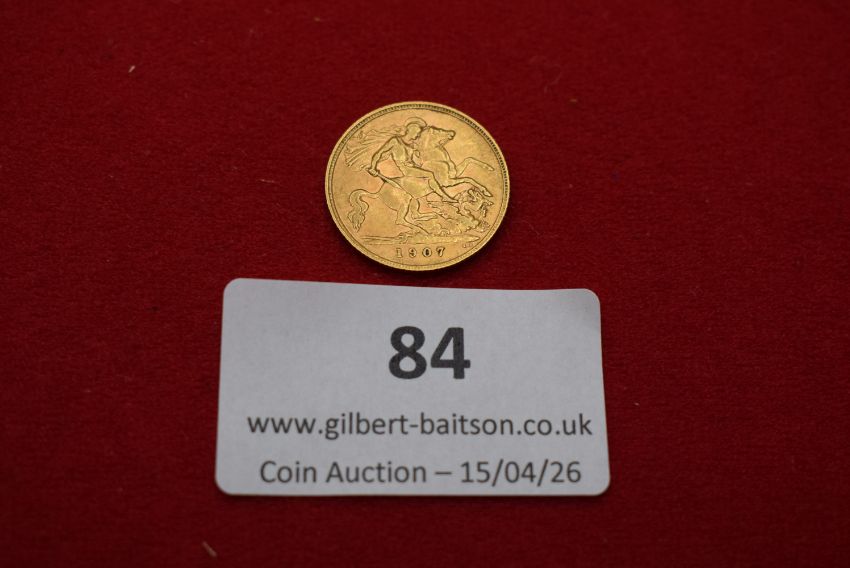 1907
84
www.gilbert-baitson.co.uk
Coin Auction – 15/04/26